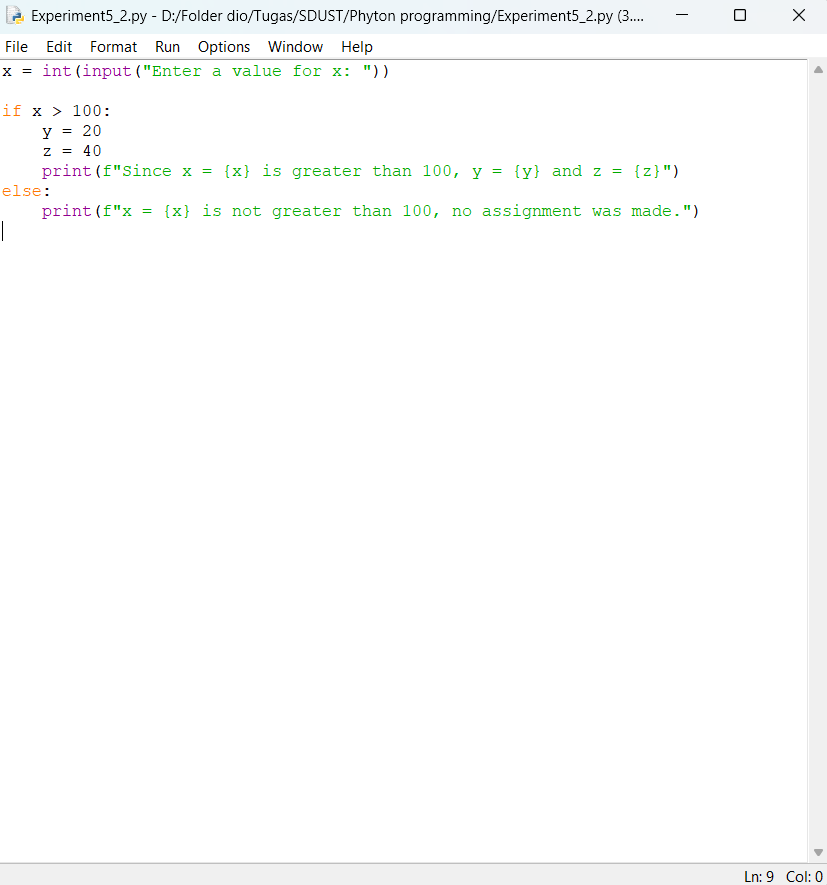 Experiment5_2.py - D:/Folder dio/Tugas/SDUST/Phyton programming/Experiment5_2.py (3....
File Edit Format Run Options Window Help
x = int(input("Enter a value for x: "))

if x > 100:
    y = 20
    z = 40
    print(f"Since x = {x} is greater than 100, y = {y} and z = {z}")
else:
    print(f"x = {x} is not greater than 100, no assignment was made.")
Ln: 9 Col: 0